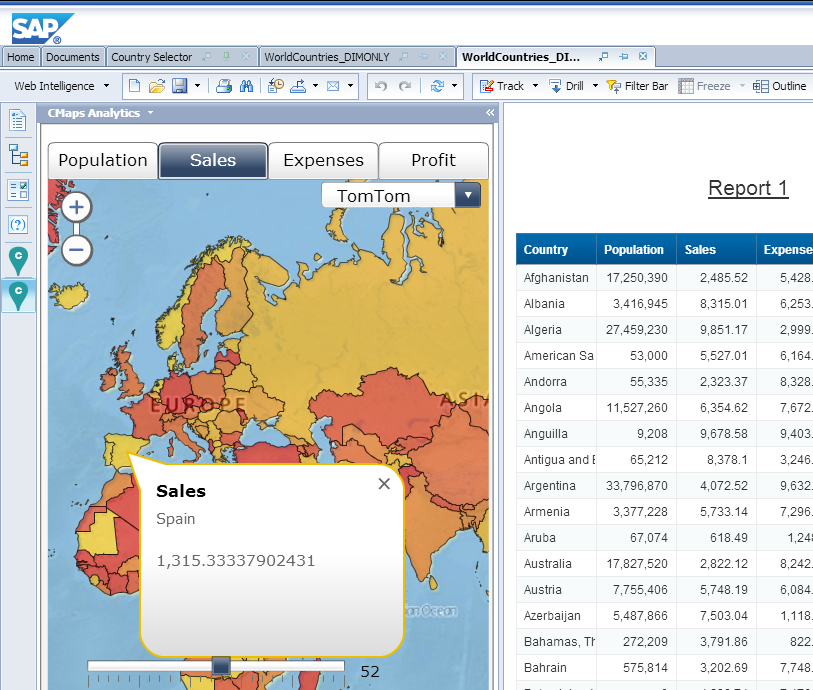 SAP®
Home Documents Country Selector WorldCountries_DIMONLY WorldCountries_DI...
Web Intelligence Track Drill Filter Bar Freeze Outline
CMaps Analytics «
Population Sales Expenses Profit
TomTom
+
−
EUROPE
ASIA
Sales
Spain
1,315.33337902431
52
Report 1
Country Population Sales Expense
Afghanistan 17,250,390 2,485.52 5,428.
Albania 3,416,945 8,315.01 6,253.
Algeria 27,459,230 9,851.17 2,999.
American Sa 53,000 5,527.01 6,164.
Andorra 55,335 2,323.37 8,328.
Angola 11,527,260 6,354.62 7,672.
Anguilla 9,208 9,678.58 9,403.
Antigua and E 65,212 8,378.1 3,246.
Argentina 33,796,870 4,072.52 9,632.
Armenia 3,377,228 5,733.14 7,296.
Aruba 67,074 618.49 1,248
Australia 17,827,520 2,822.12 8,242.
Austria 7,755,406 5,748.19 6,084.
Azerbaijan 5,487,866 7,503.04 1,118.
Bahamas, Th 272,209 3,791.86 822.
Bahrain 575,814 3,202.69 7,748.